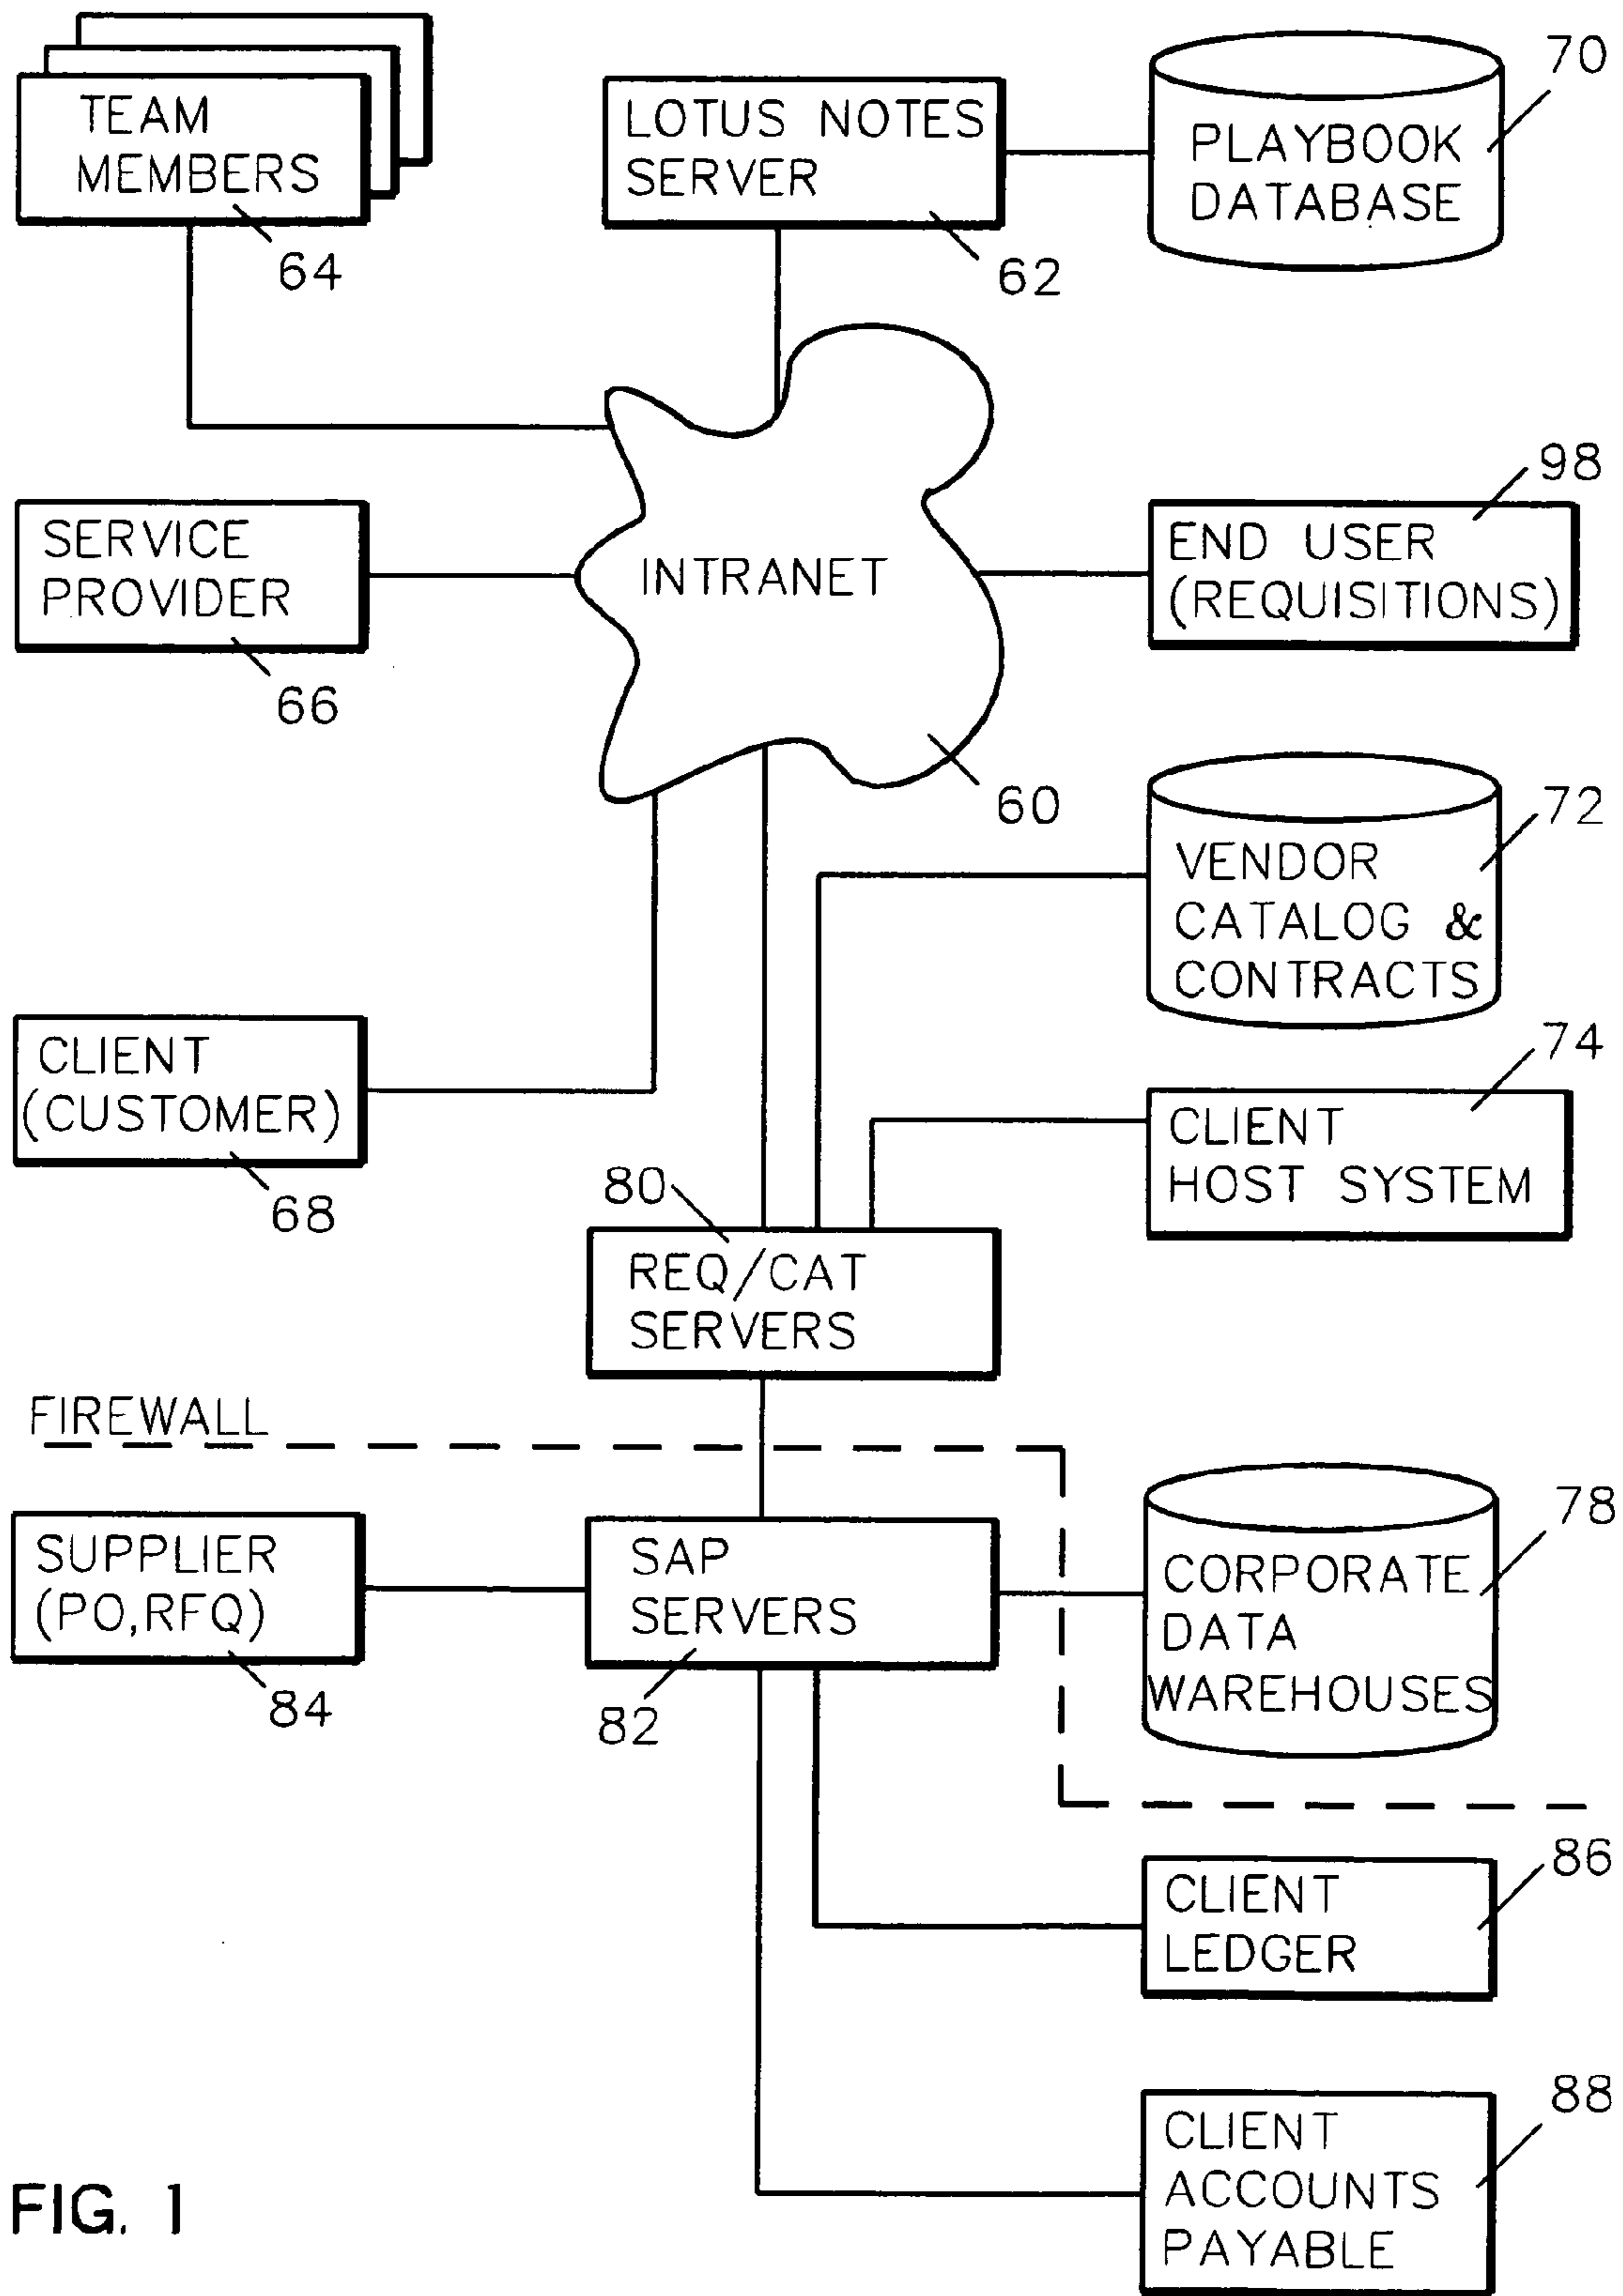 TEAM
MEMBERS
64
LOTUS NOTES
SERVER
62
70
PLAYBOOK
DATABASE
SERVICE
PROVIDER
66
INTRANET
60
98
END USER
(REQUISITIONS)
72
VENDOR
CATALOG &
CONTRACTS
CLIENT
(CUSTOMER)
68
74
CLIENT
HOST SYSTEM
80
REQ/CAT
SERVERS
FIREWALL
SUPPLIER
(PO,RFQ)
84
SAP
SERVERS
82
78
CORPORATE
DATA
WAREHOUSES
86
CLIENT
LEDGER
88
CLIENT
ACCOUNTS
PAYABLE
FIG. 1